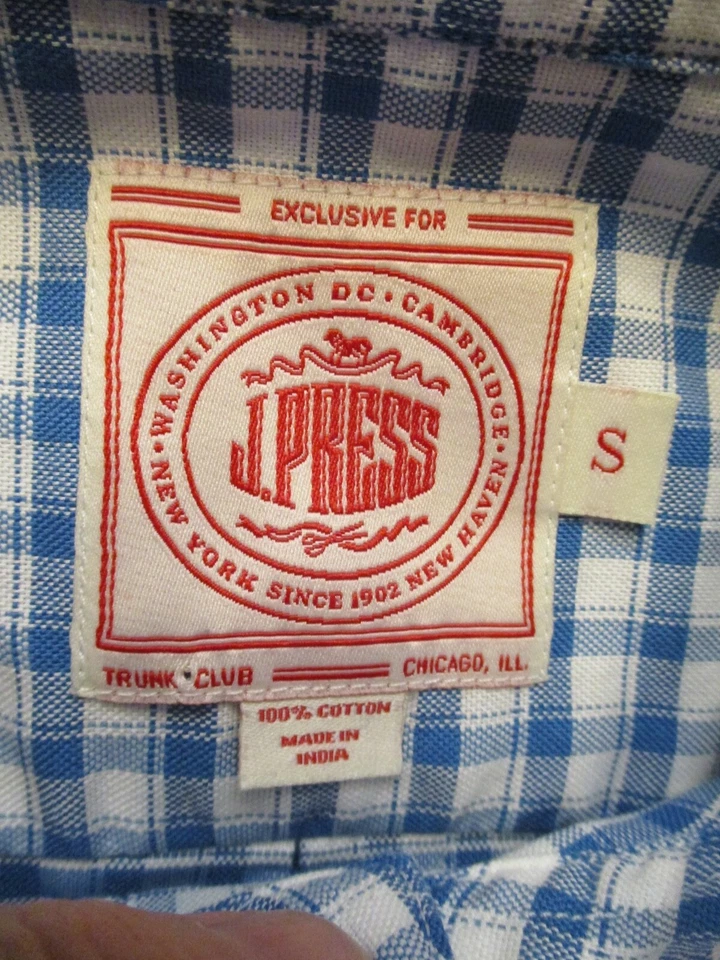 EXCLUSIVE FOR
WASHINGTON DC • CAMBRIDGE •
J.PRESS
• NEW YORK SINCE 1902 NEW HAVEN
TRUNK CLUB CHICAGO, ILL.
S
100% COTTON
MADE IN
INDIA